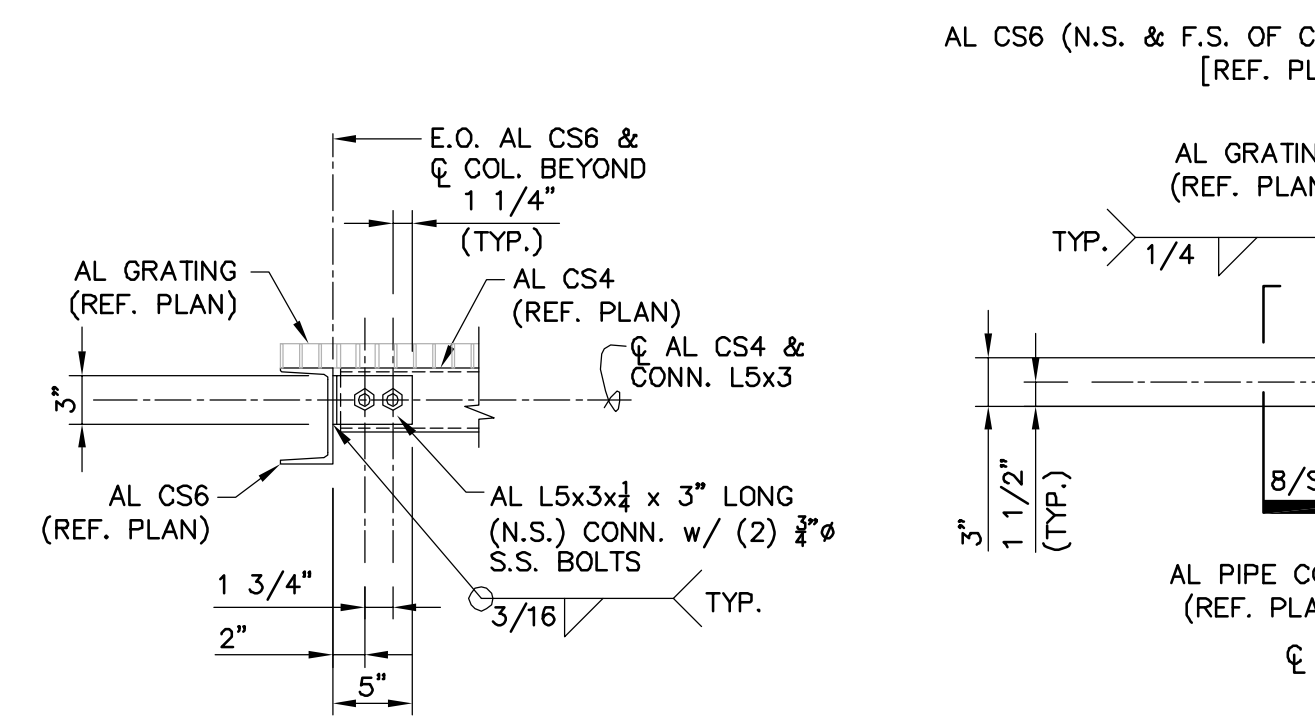 E.O. AL CS6 &
℄ COL. BEYOND
1 1/4"
(TYP.)
AL GRATING
(REF. PLAN)
AL CS4
(REF. PLAN)
℄ AL CS4 &
CONN. L5x3
3"
AL CS6
(REF. PLAN)
AL L5x3x1/4 x 3" LONG
(N.S.) CONN. w/ (2) 3/4"ø
S.S. BOLTS
1 3/4"
3/16
TYP.
2"
5"
AL CS6 (N.S. & F.S. OF C
[REF. PL
AL GRATIN
(REF. PLAN
TYP.
1/4
3"
1 1/2"
(TYP.)
8/S
AL PIPE CO
(REF. PLA
℄